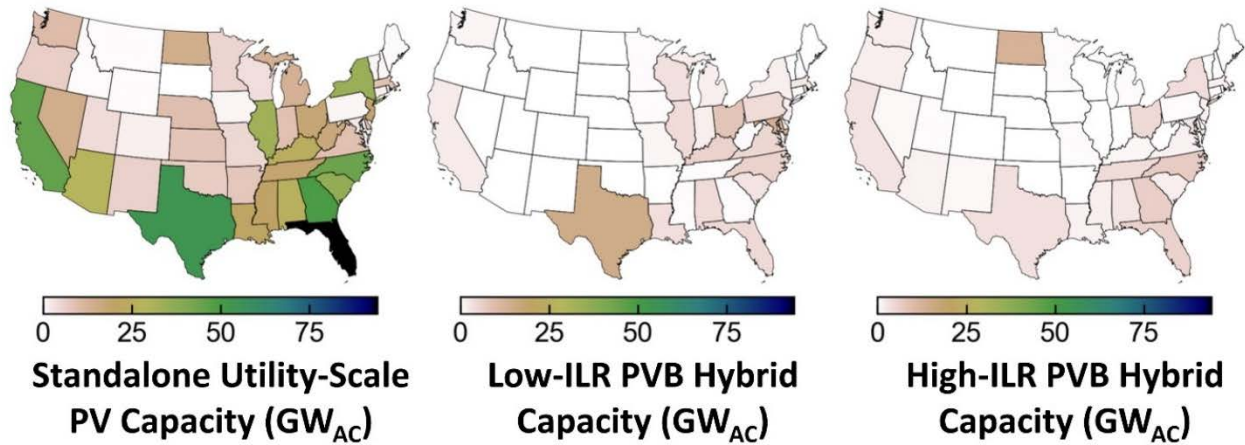 0 25 50 75
0 25 50 75
0 25 50 75
Standalone Utility-Scale
PV Capacity (GWAC)
Low-ILR PVB Hybrid
Capacity (GWAC)
High-ILR PVB Hybrid
Capacity (GWAC)